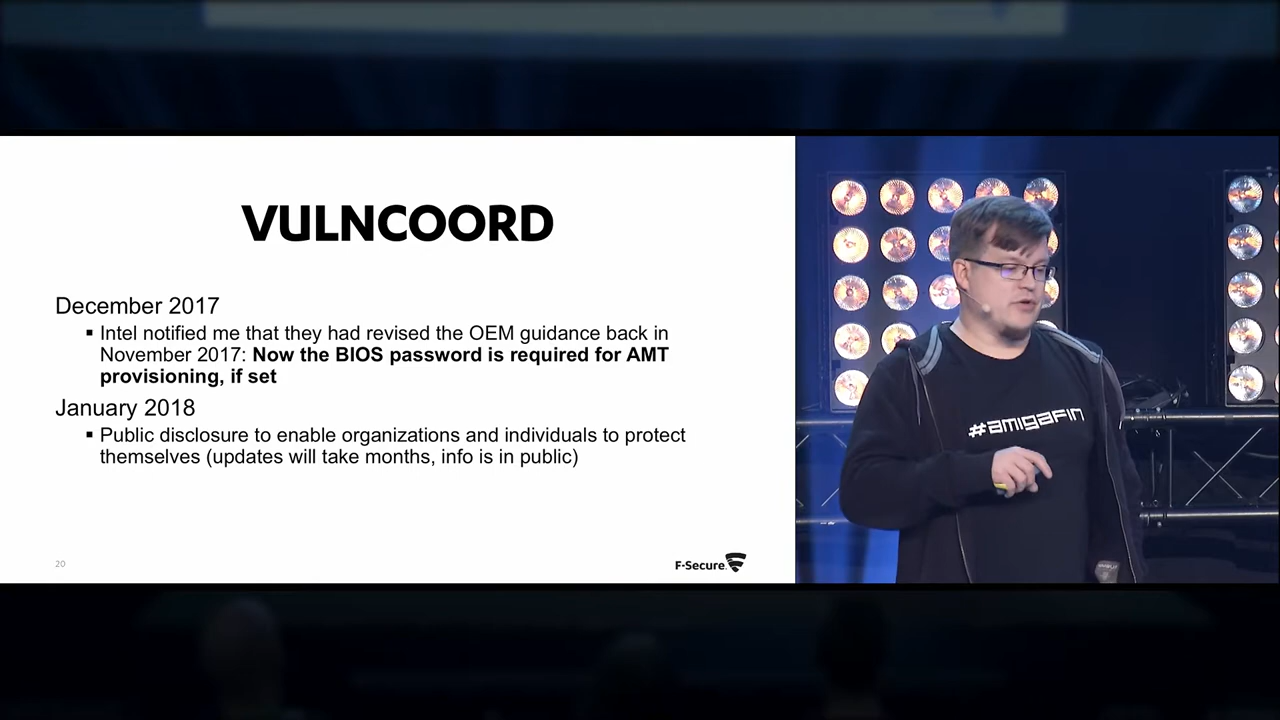 VULNCOORD
December 2017
▪ Intel notified me that they had revised the OEM guidance back in
November 2017: Now the BIOS password is required for AMT
provisioning, if set
January 2018
▪ Public disclosure to enable organizations and individuals to protect
themselves (updates will take months, info is in public)
20
F-Secure.
#amigafin